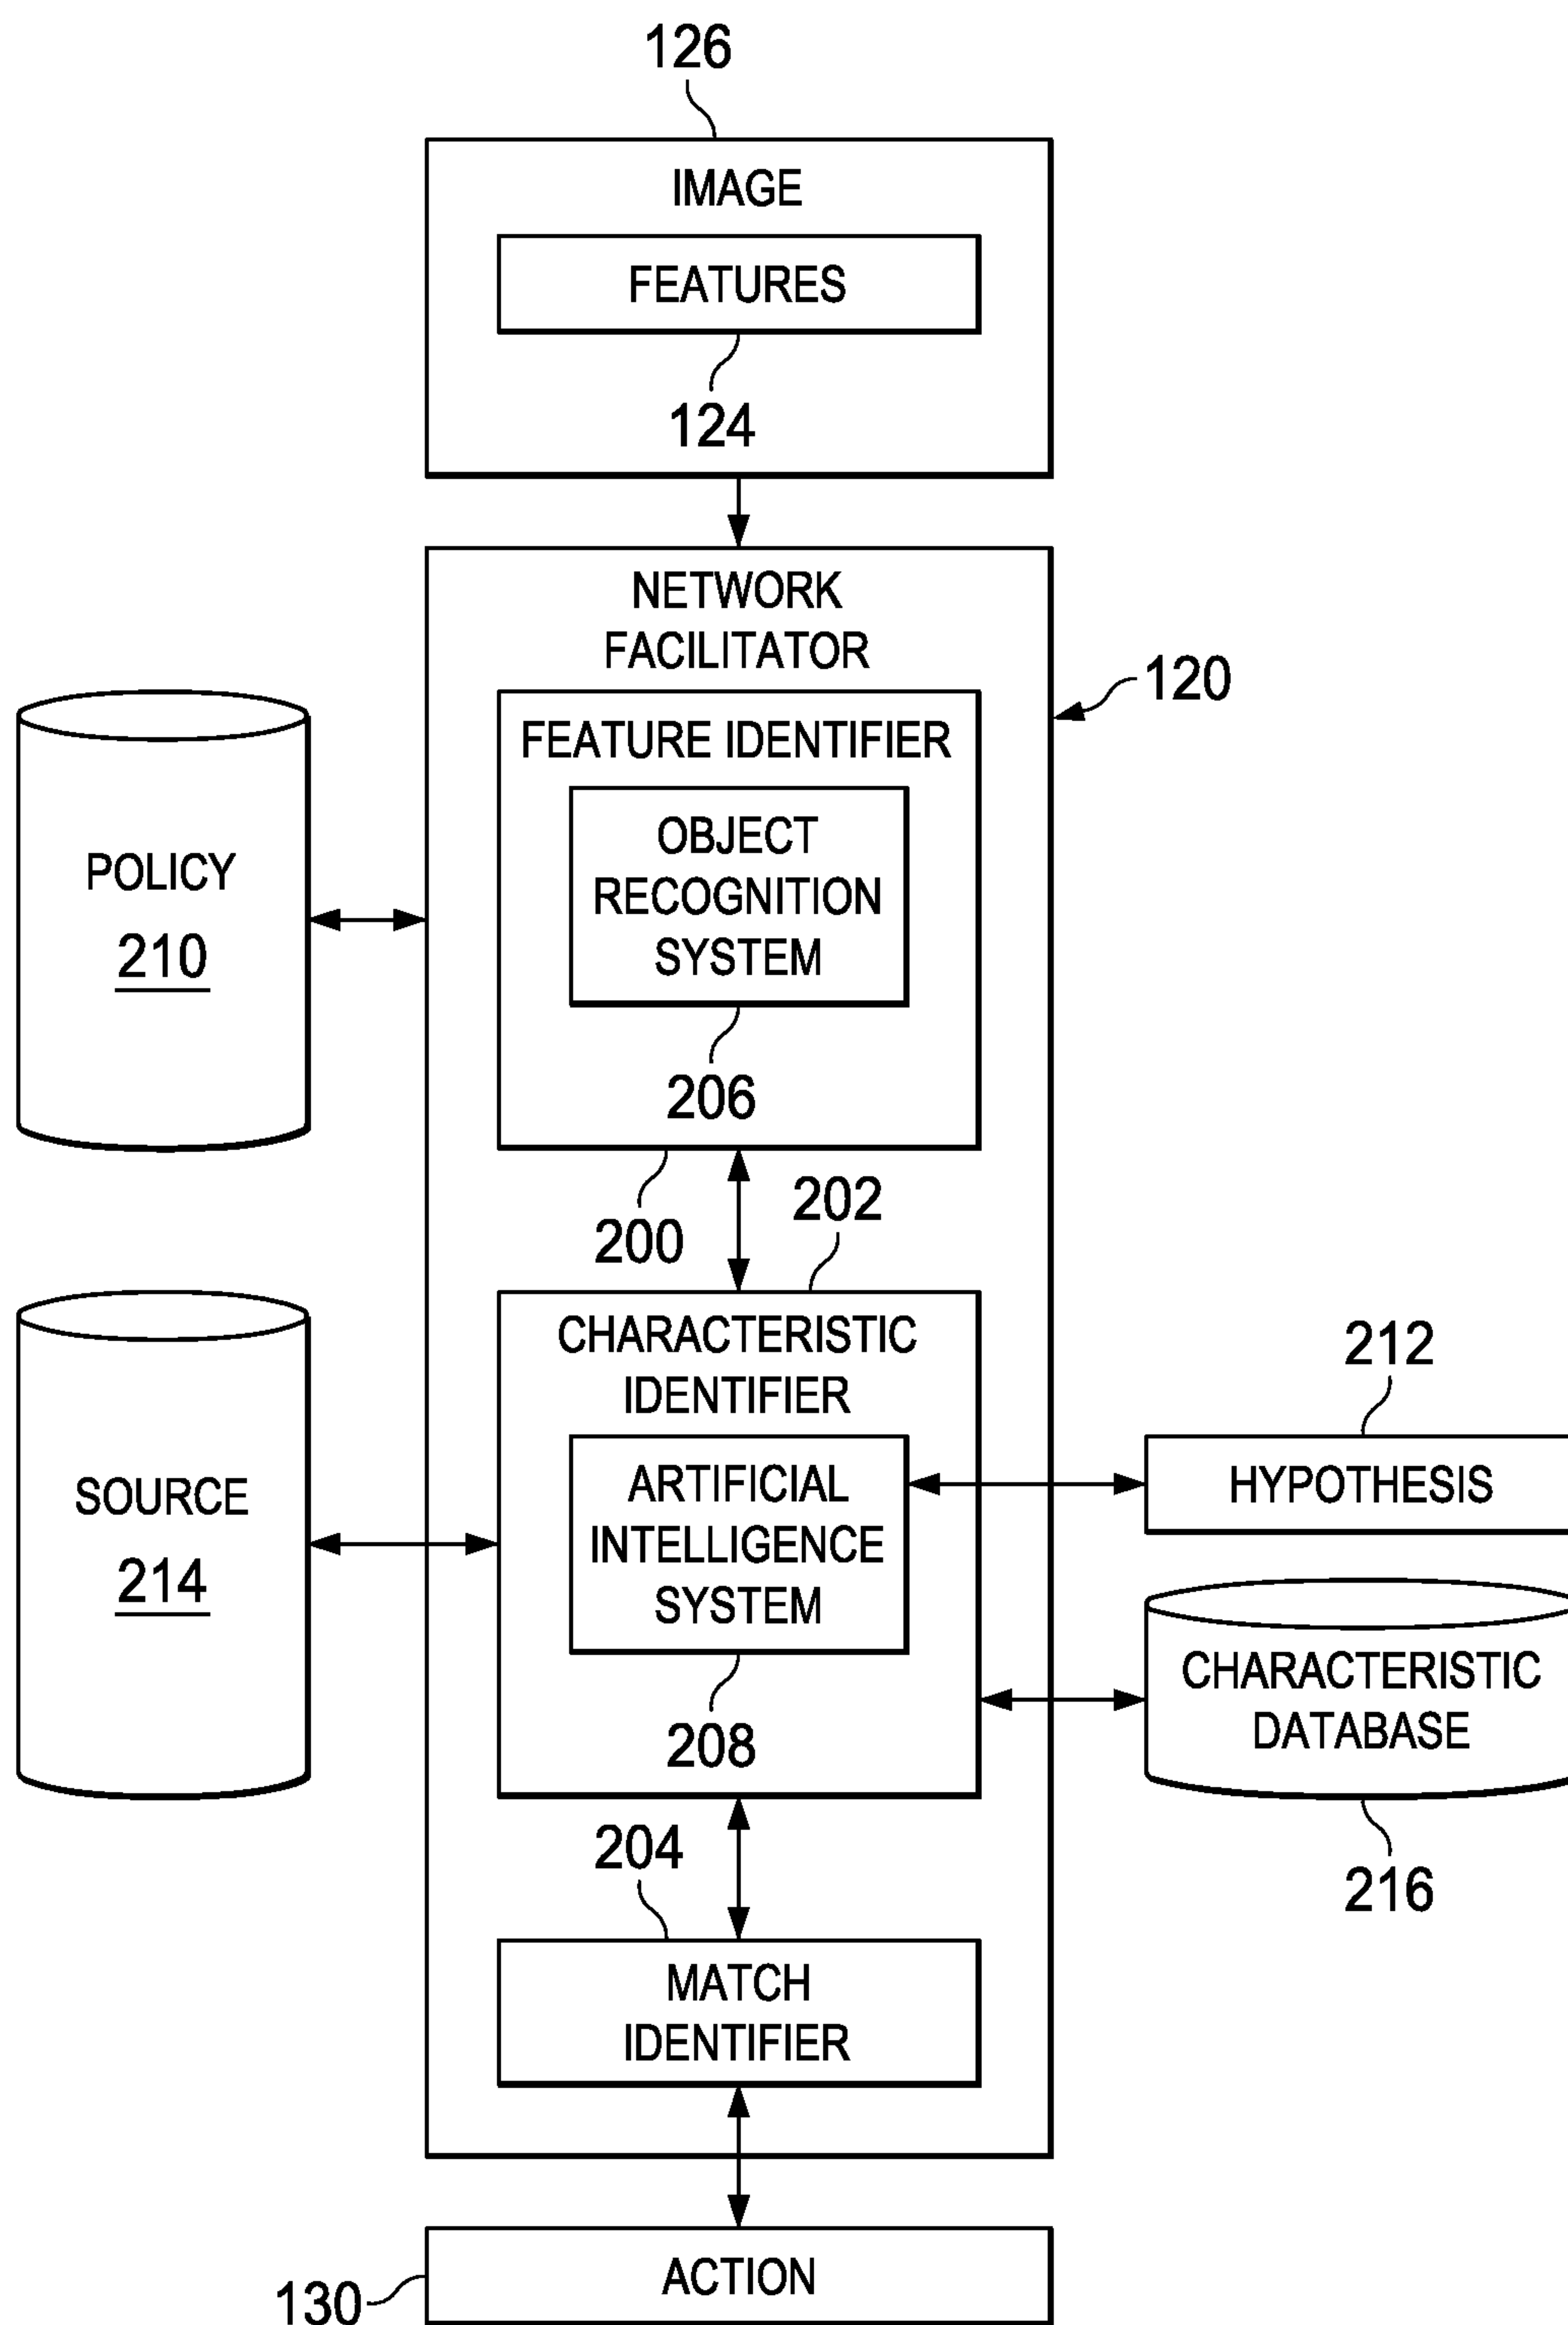 126
IMAGE
FEATURES
124
NETWORK
FACILITATOR
120
FEATURE IDENTIFIER
OBJECT
RECOGNITION
SYSTEM
206
200
POLICY
210
202
CHARACTERISTIC
IDENTIFIER
ARTIFICIAL
INTELLIGENCE
SYSTEM
208
SOURCE
214
212
HYPOTHESIS
CHARACTERISTIC
DATABASE
216
204
MATCH
IDENTIFIER
ACTION
130